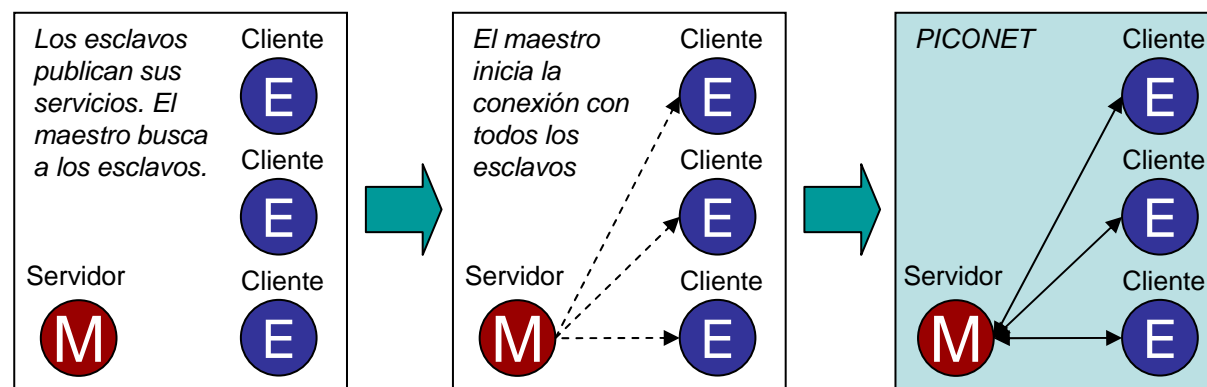 Los esclavos
publican sus
servicios. El
maestro busca
a los esclavos.
Cliente
E
Cliente
E
Servidor
M
Cliente
E
El maestro
inicia la
conexión con
todos los
esclavos
Cliente
E
Cliente
E
Servidor
M
Cliente
E
PICONET
Cliente
E
Cliente
E
Servidor
M
Cliente
E